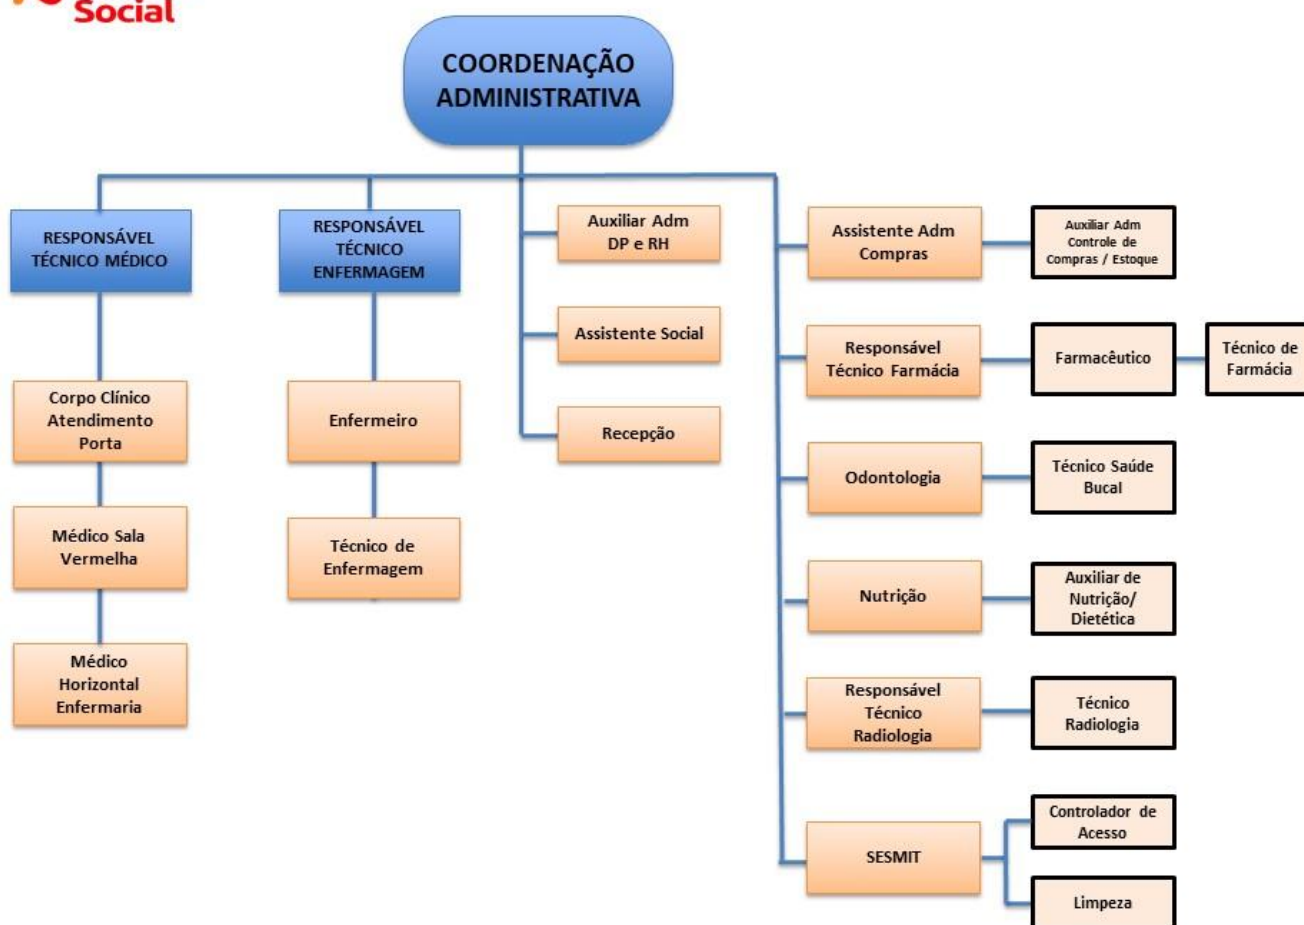 Social
COORDENAÇÃO
ADMINISTRATIVA
RESPONSÁVEL
TÉCNICO MÉDICO
Corpo Clínico
Atendimento
Porta
Médico Sala
Vermelha
Médico
Horizontal
Enfermaria
RESPONSÁVEL
TÉCNICO
ENFERMAGEM
Enfermeiro
Técnico de
Enfermagem
Auxiliar Adm
DP e RH
Assistente Social
Recepção
Assistente Adm
Compras
Auxiliar Adm
Controle de
Compras / Estoque
Responsável
Técnico Farmácia
Farmacêutico
Técnico de
Farmácia
Odontologia
Técnico Saúde
Bucal
Nutrição
Auxiliar de
Nutrição/
Dietética
Responsável
Técnico
Radiologia
Técnico
Radiologia
SESMIT
Controlador de
Acesso
Limpeza